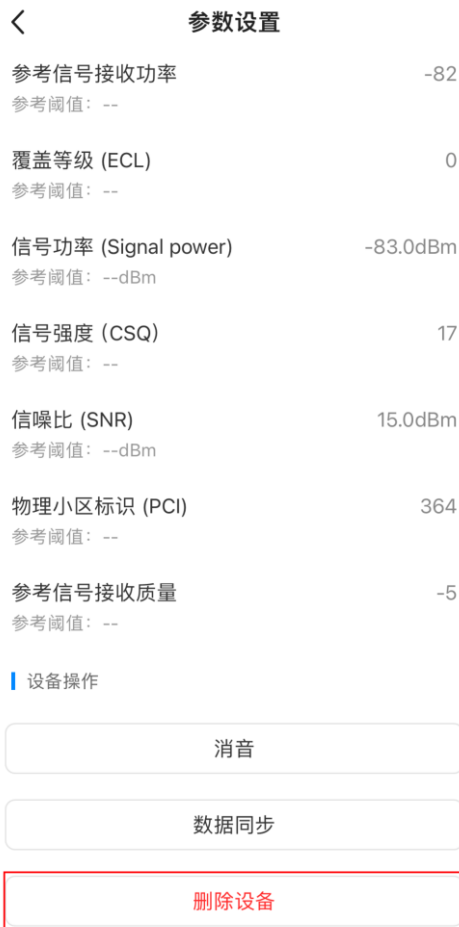 参数设置
参考信号接收功率 -82
参考阈值：--
覆盖等级 (ECL) 0
参考阈值：--
信号功率 (Signal power) -83.0dBm
参考阈值：--dBm
信号强度（CSQ） 17
参考阈值：--
信噪比 (SNR) 15.0dBm
参考阈值：--dBm
物理小区标识 (PCI) 364
参考阈值：--
参考信号接收质量 -5
参考阈值：--
设备操作
消音
数据同步
删除设备